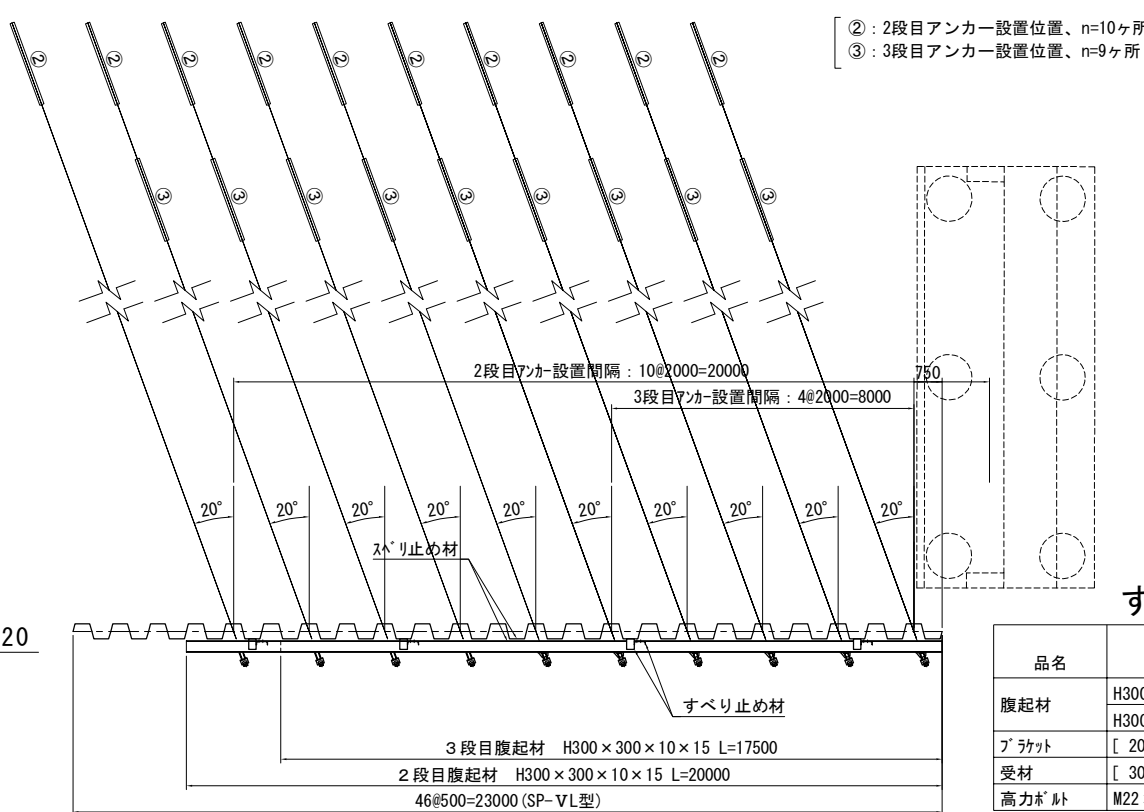 ②：2段目アンカー設置位置、n=10ヶ所
③：3段目アンカー設置位置、n=9ヶ所
② ② ② ② ② ② ② ② ② ②
③ ③ ③ ③ ③ ③ ③ ③ ③
2段目アンカー設置間隔：10@2000=20000
750
3段目アンカー設置間隔：4@2000=8000
20° 20° 20° 20° 20° 20° 20° 20° 20° 20°
スベリ止め材
20
すべり止め材
3段目腹起材 H300×300×10×15 L=17500
2段目腹起材 H300×300×10×15 L=20000
46@500=23000(SP-ⅤL型)
す
品名
腹起材 H300
H300
ブラケット [ 20
受材 [ 30
高力ボルト M22